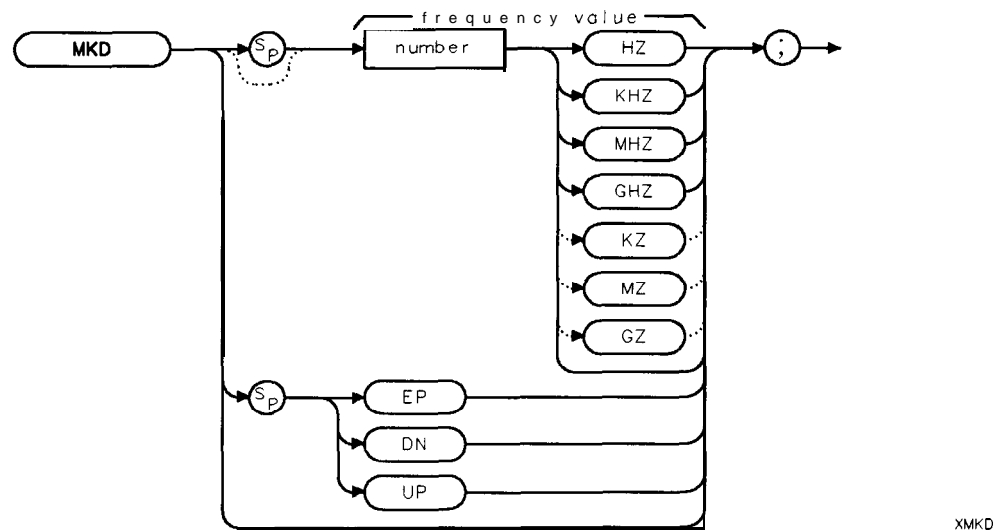 frequency value
MKD
SP
number
HZ
;
KHZ
MHZ
GHZ
KZ
MZ
GZ
SP
EP
DN
UP
XMKD